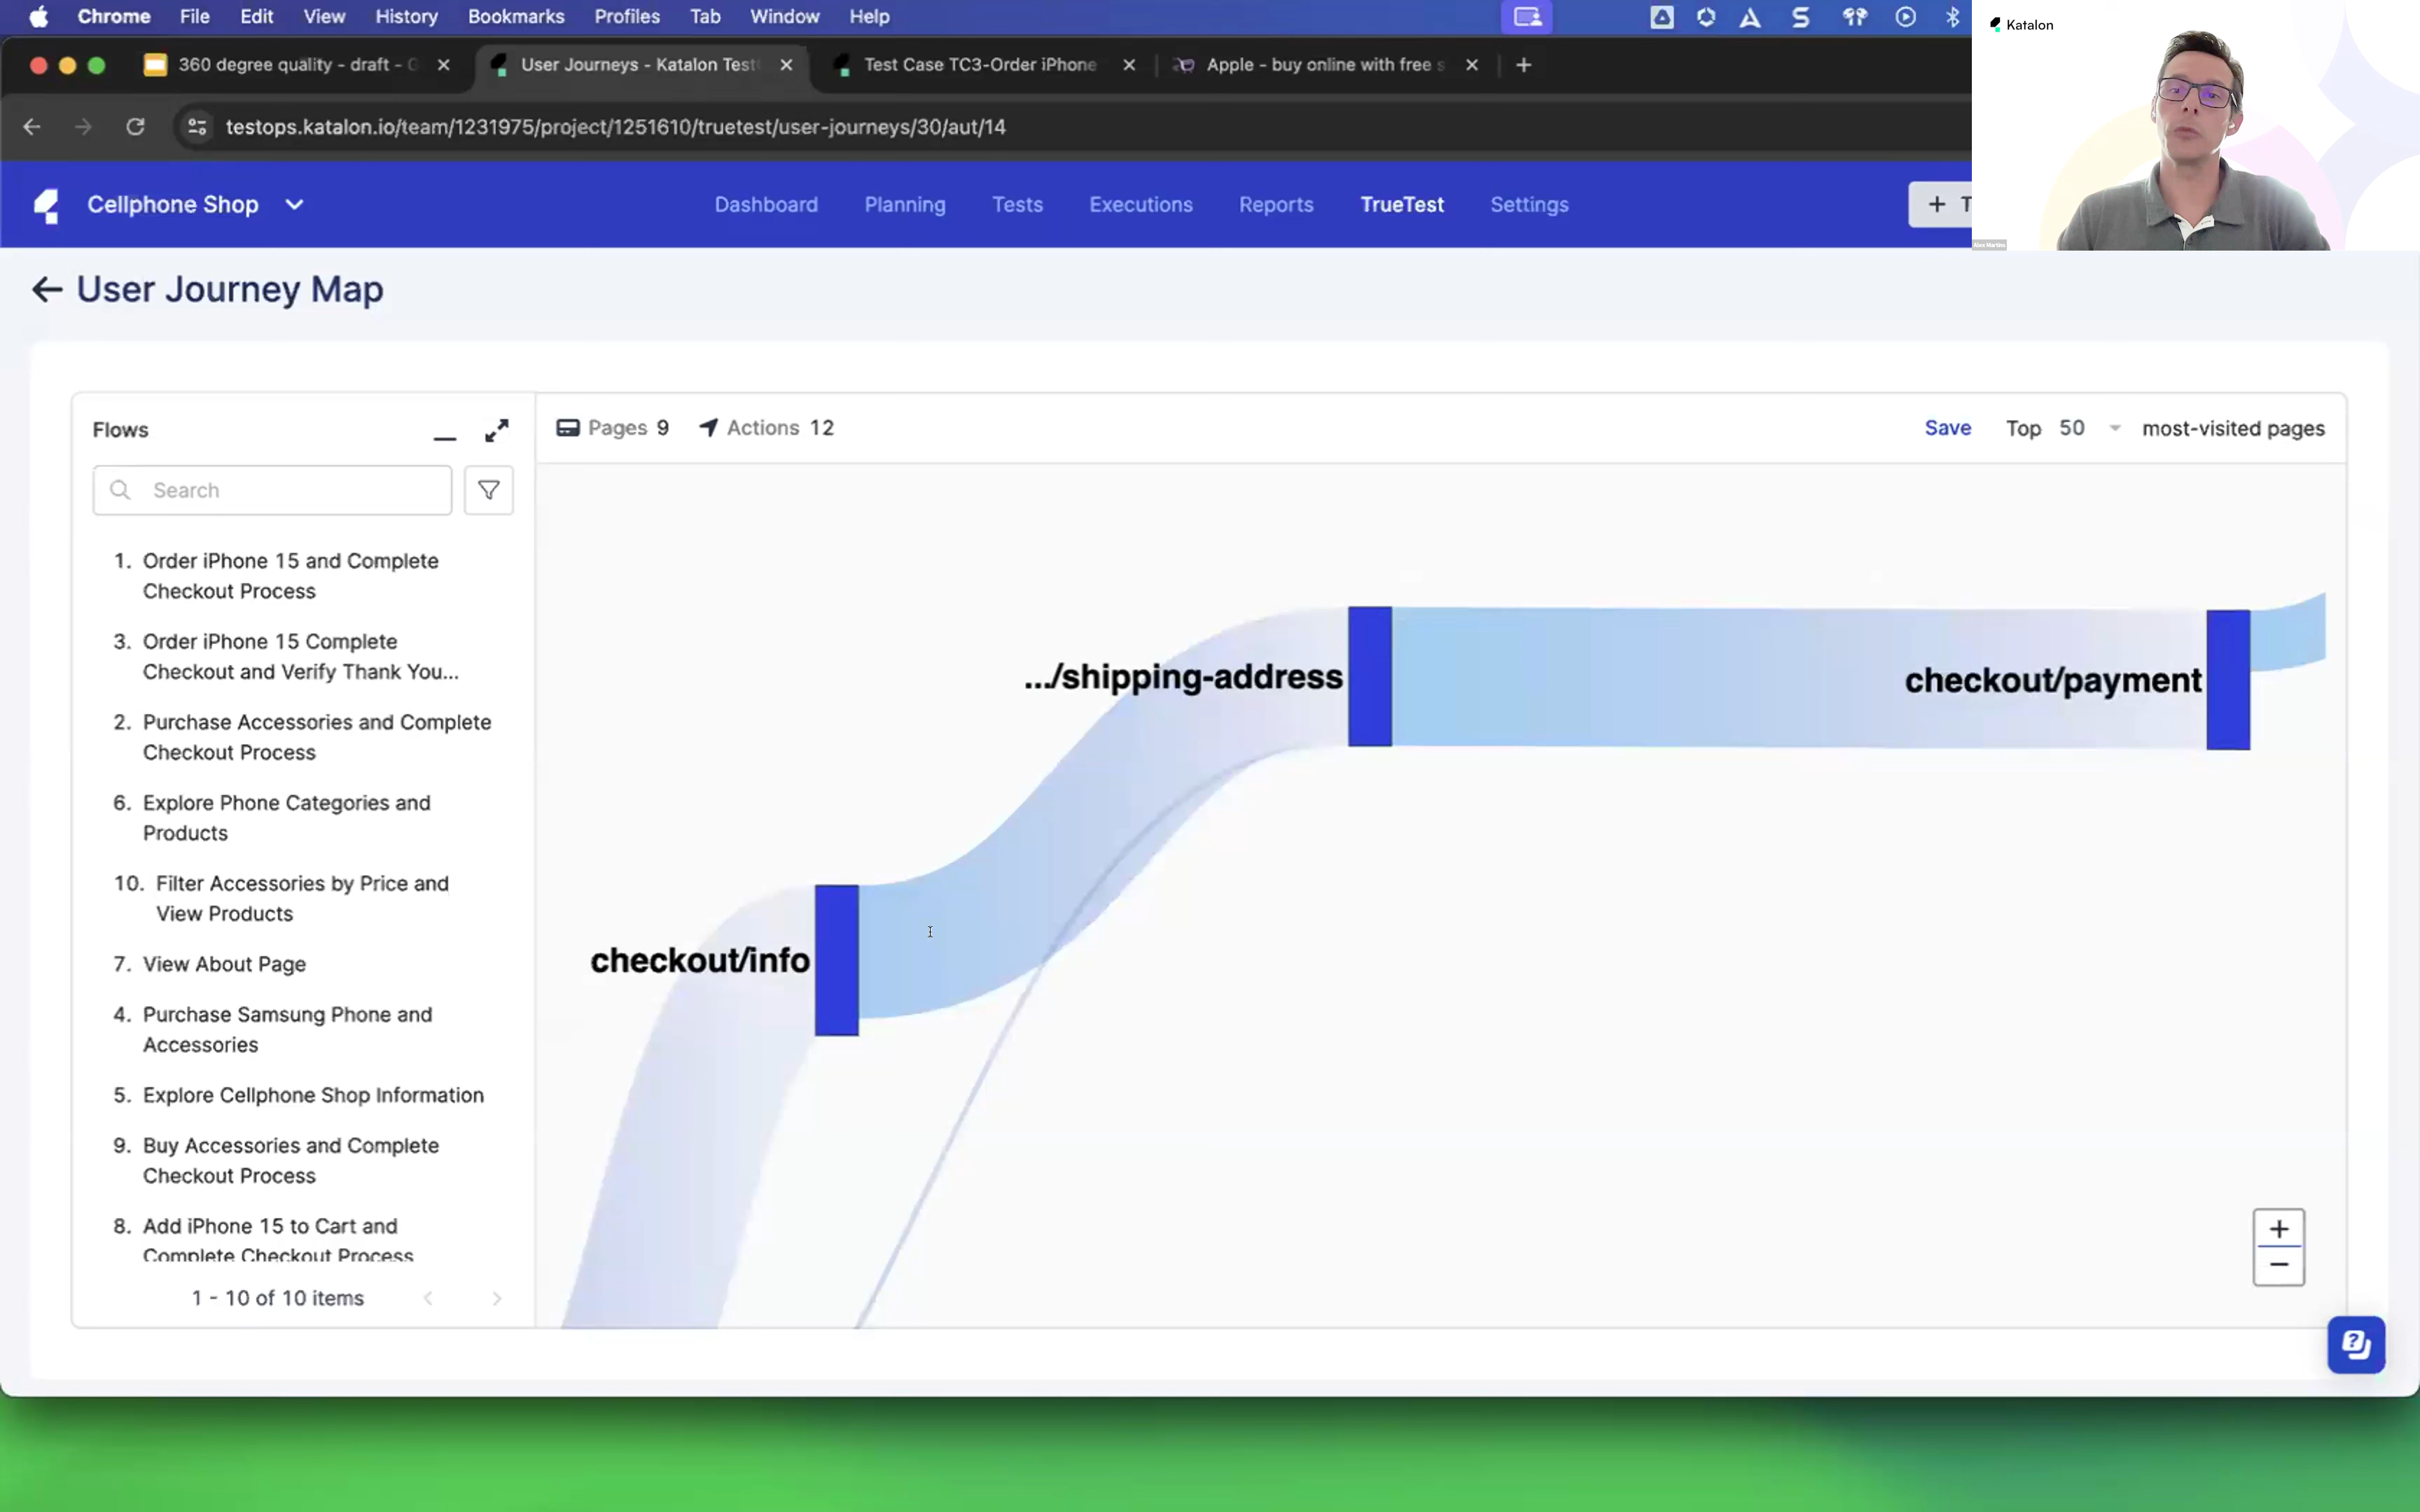 Chrome File Edit View History Bookmarks Profiles Tab Window Help
Katalon
360 degree quality - draft - G
User Journeys - Katalon Test
Test Case TC3-Order iPhone
Apple - buy online with free s
testops.katalon.io/team/1231975/project/1251610/truetest/user-journeys/30/aut/14
Alex Martins
Cellphone Shop
Dashboard Planning Tests Executions Reports TrueTest Settings
+ T
User Journey Map
Flows
Search
1. Order iPhone 15 and Complete
Checkout Process
3. Order iPhone 15 Complete
Checkout and Verify Thank You...
2. Purchase Accessories and Complete
Checkout Process
6. Explore Phone Categories and
Products
10. Filter Accessories by Price and
View Products
7. View About Page
4. Purchase Samsung Phone and
Accessories
5. Explore Cellphone Shop Information
9. Buy Accessories and Complete
Checkout Process
8. Add iPhone 15 to Cart and
Complete Checkout Process
1 - 10 of 10 items
Pages 9 Actions 12
Save Top 50 most-visited pages
.../shipping-address
checkout/payment
checkout/info